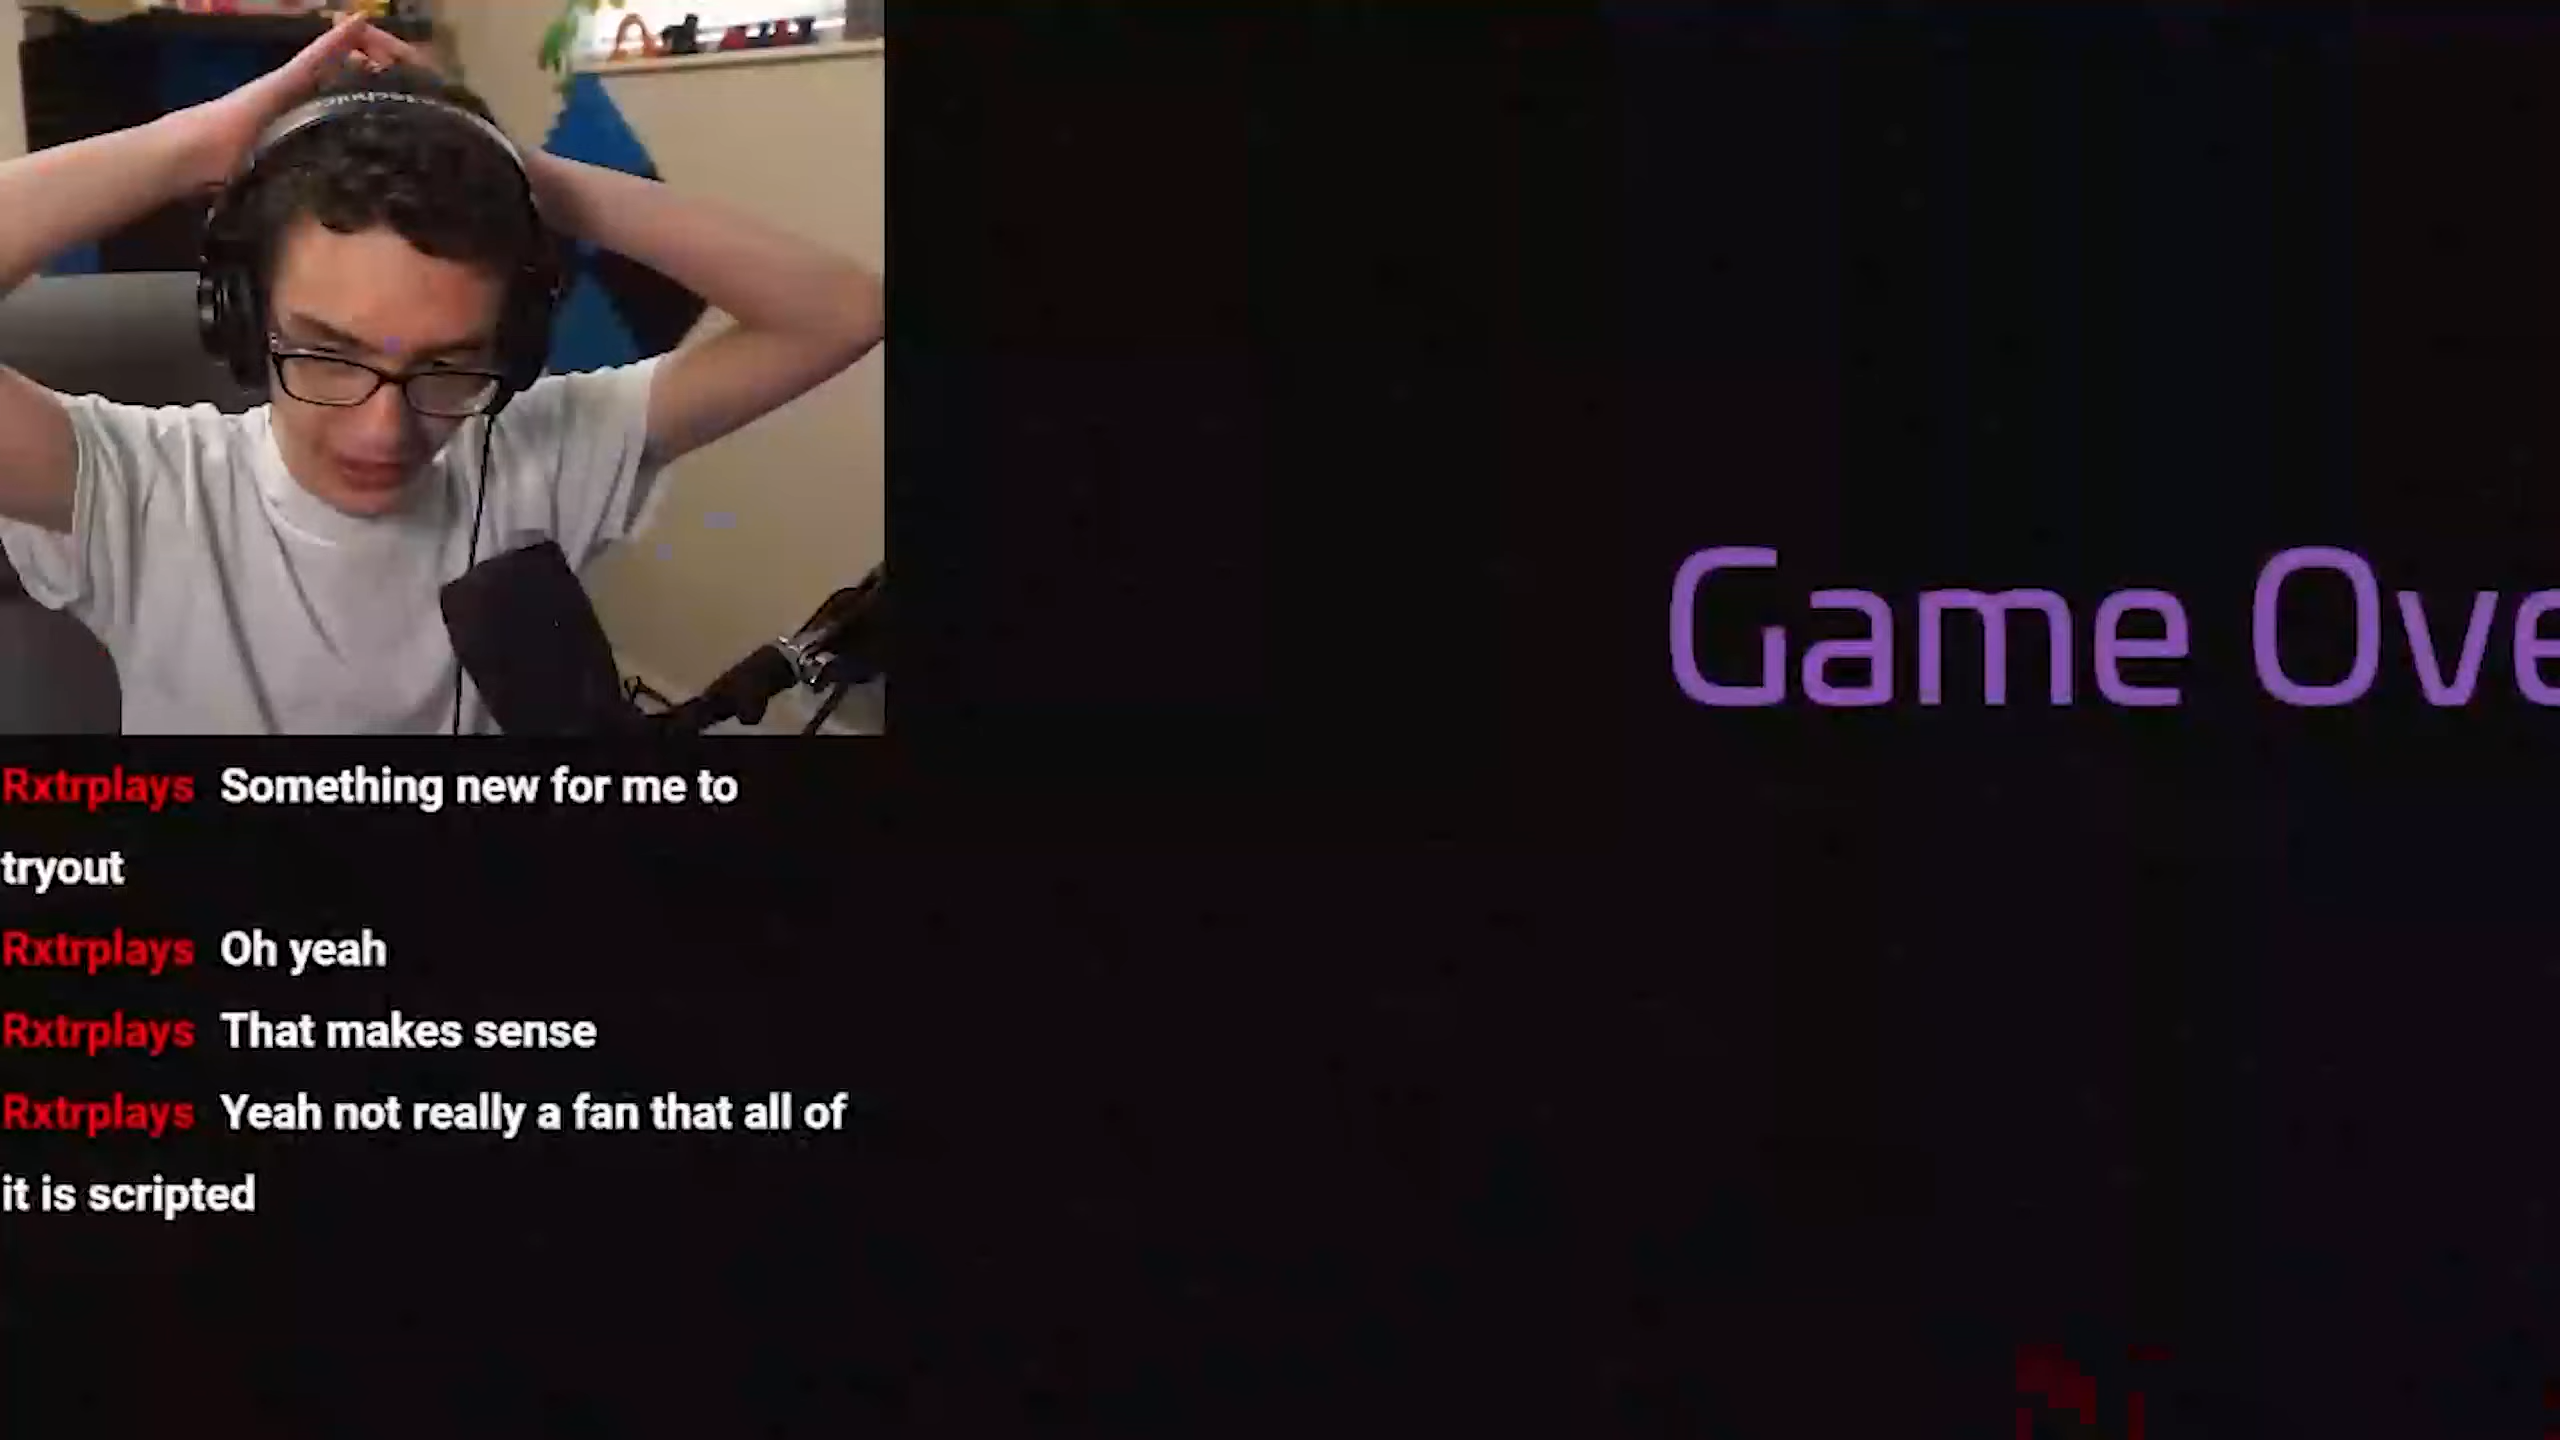 Game Ove
Rxtrplays Something new for me to
tryout
Rxtrplays Oh yeah
Rxtrplays That makes sense
Rxtrplays Yeah not really a fan that all of
it is scripted